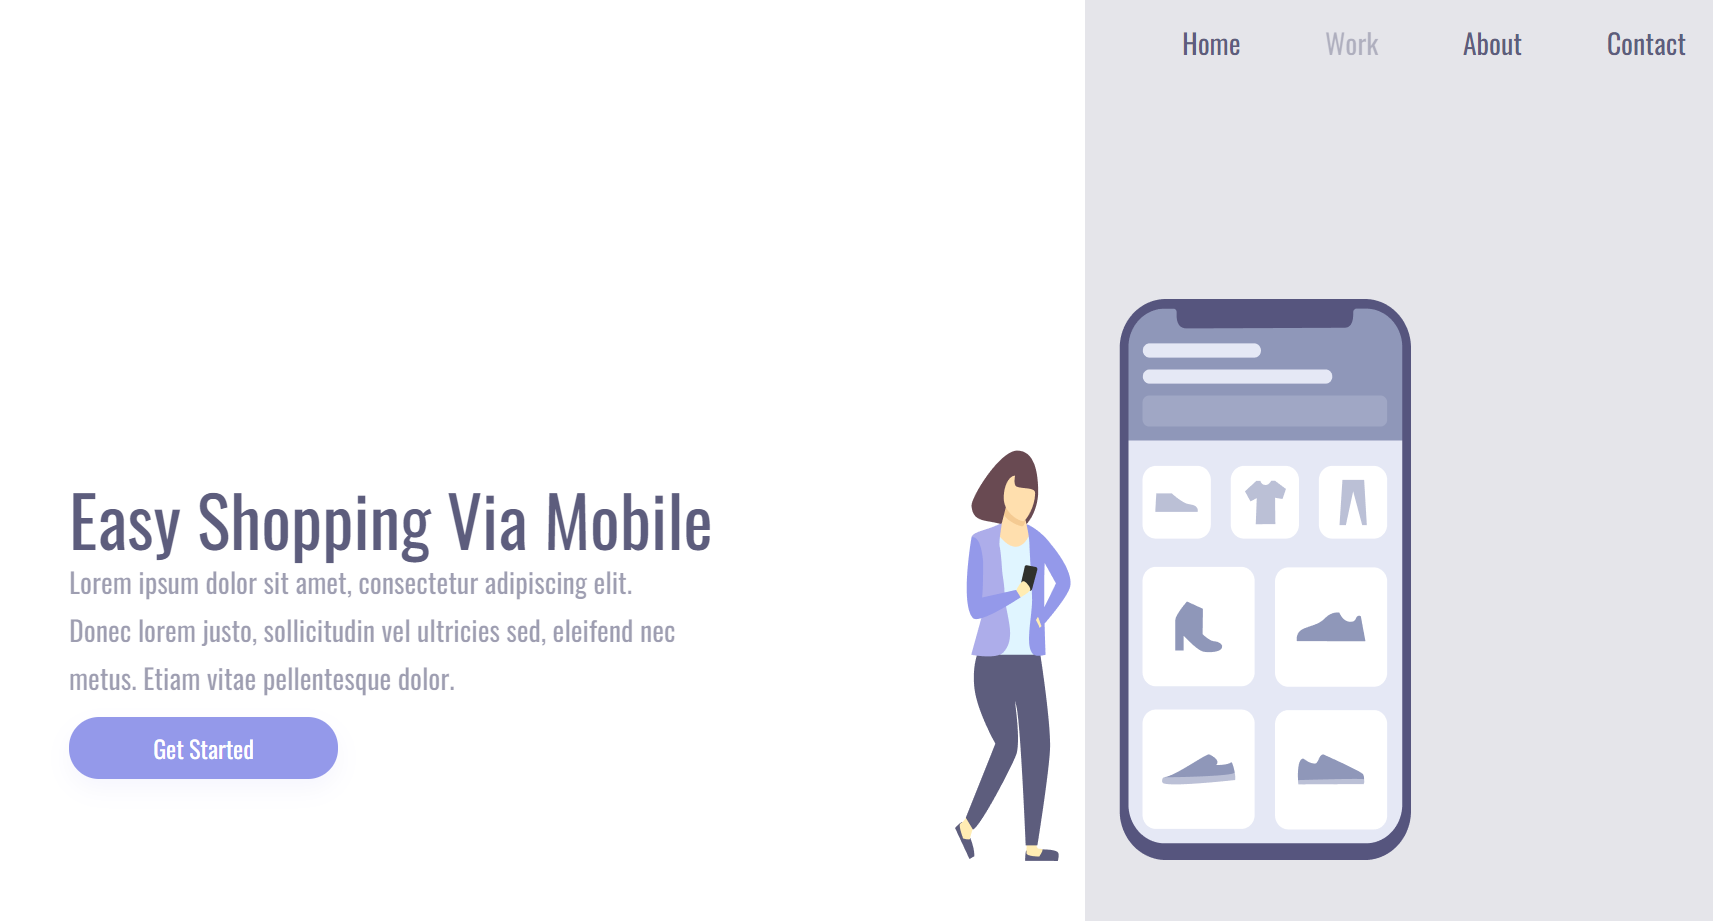 Home Work About Contact
Easy Shopping Via Mobile
Lorem ipsum dolor sit amet, consectetur adipiscing elit.
Donec lorem justo, sollicitudin vel ultricies sed, eleifend nec
metus. Etiam vitae pellentesque dolor.
Get Started